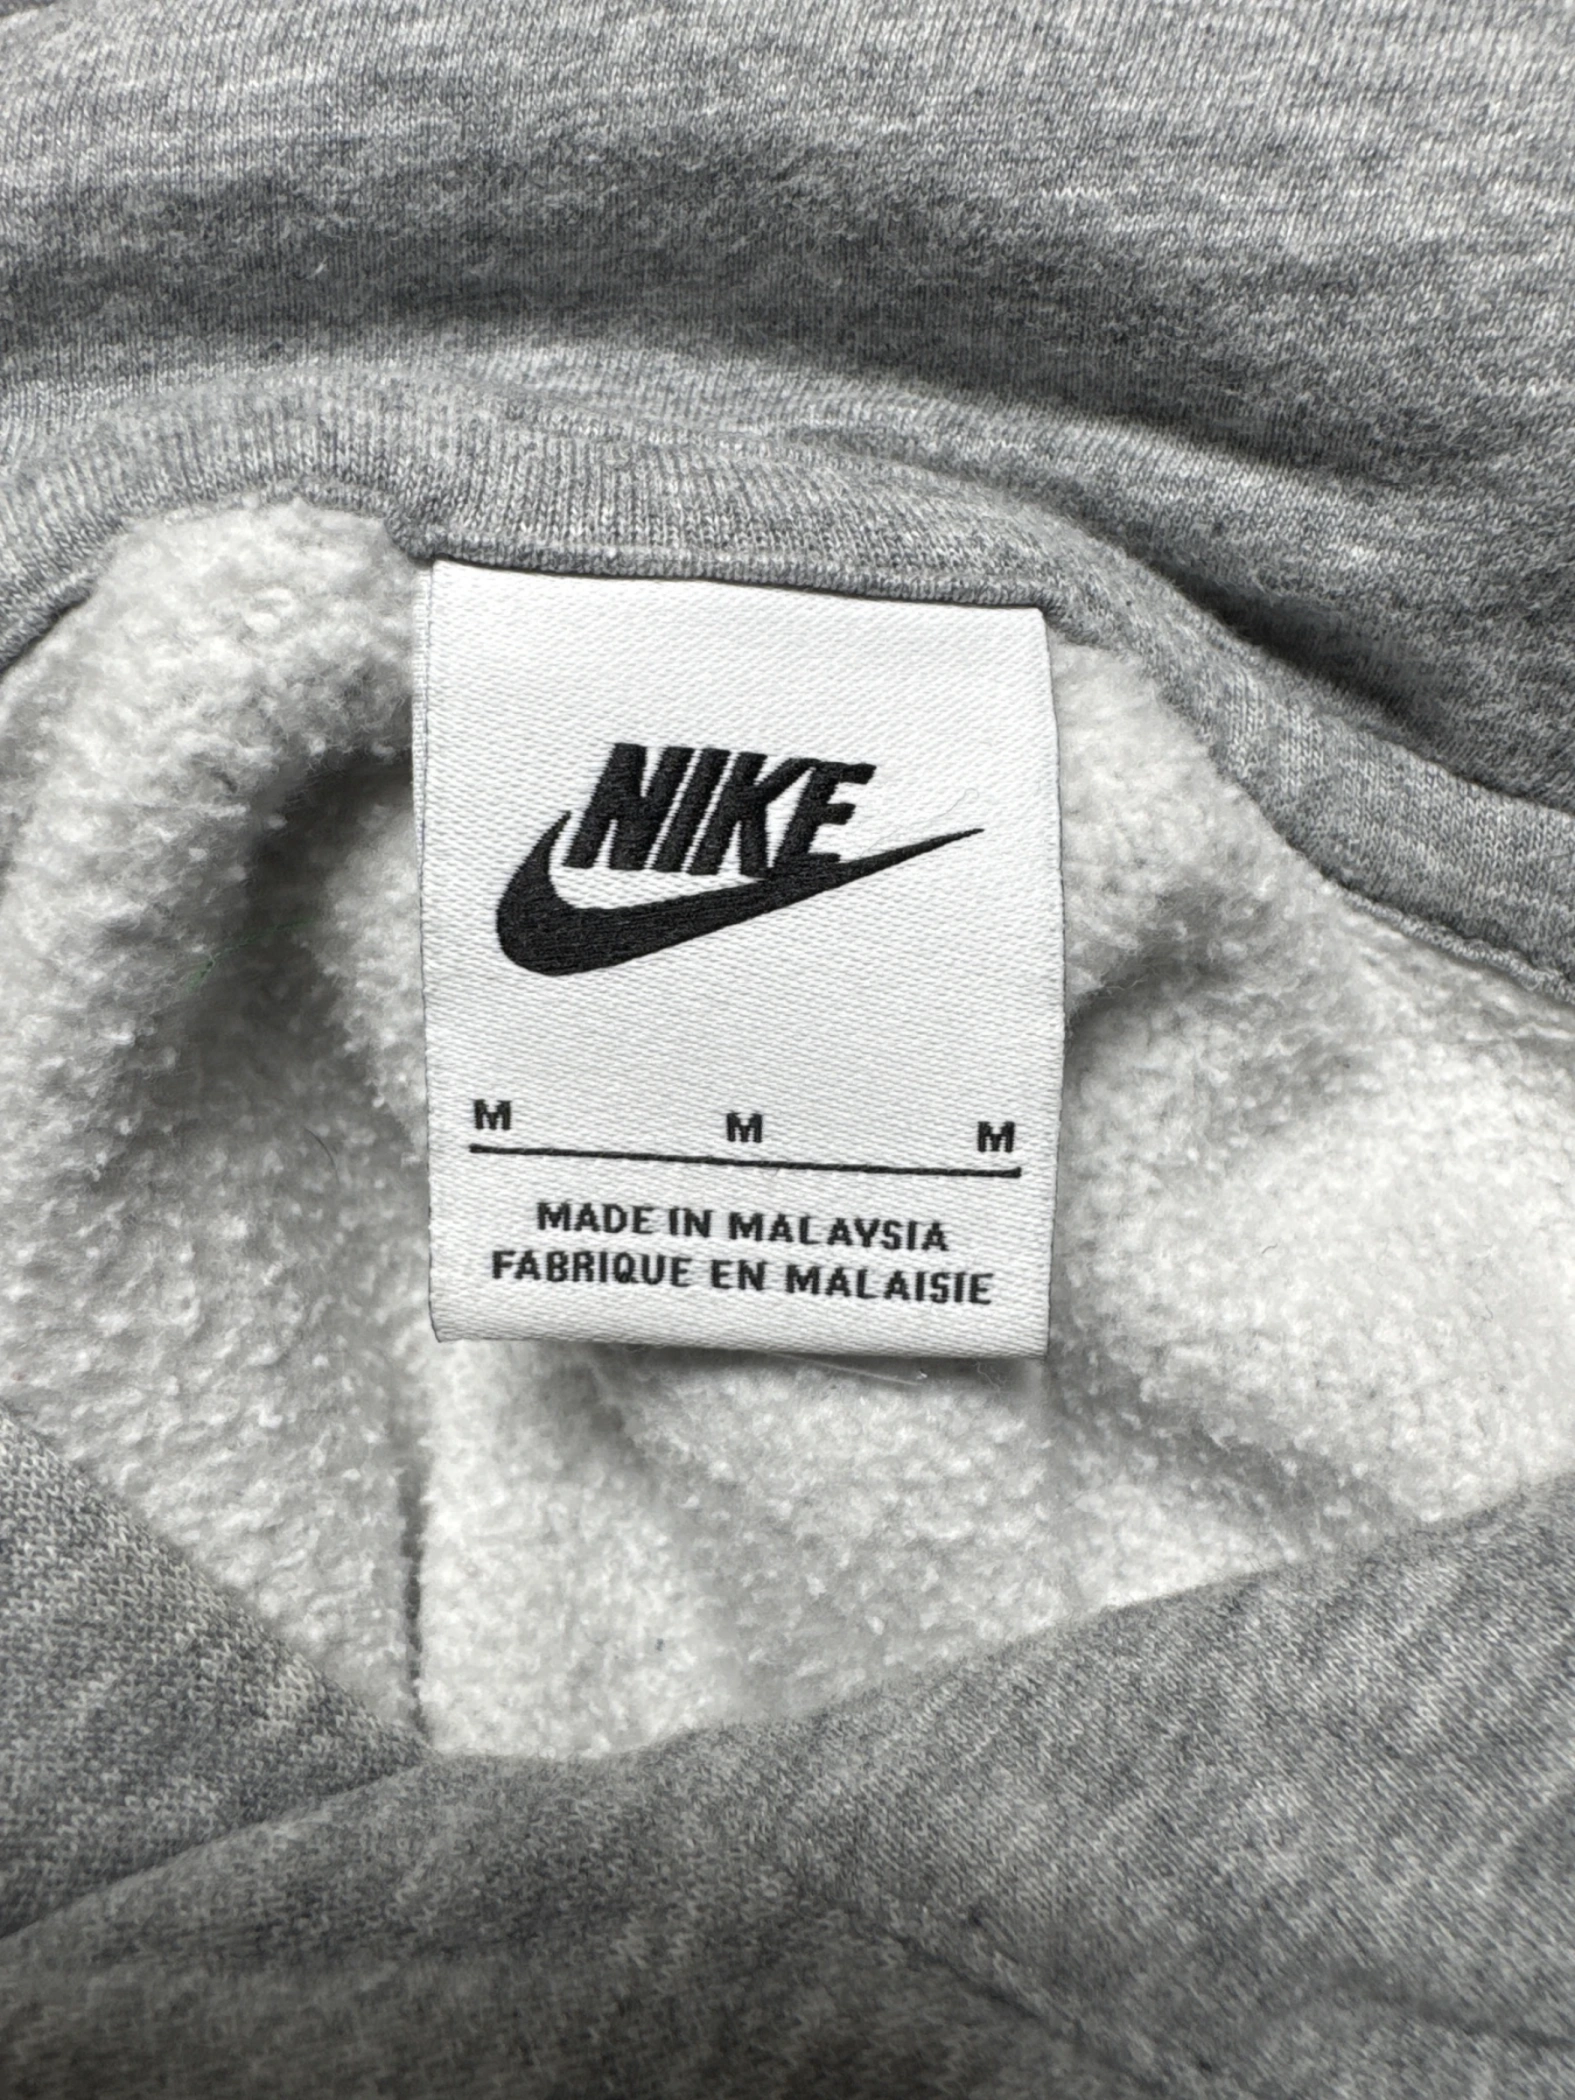 NIKE
M M M
MADE IN MALAYSIA
FABRIQUE EN MALAISIE